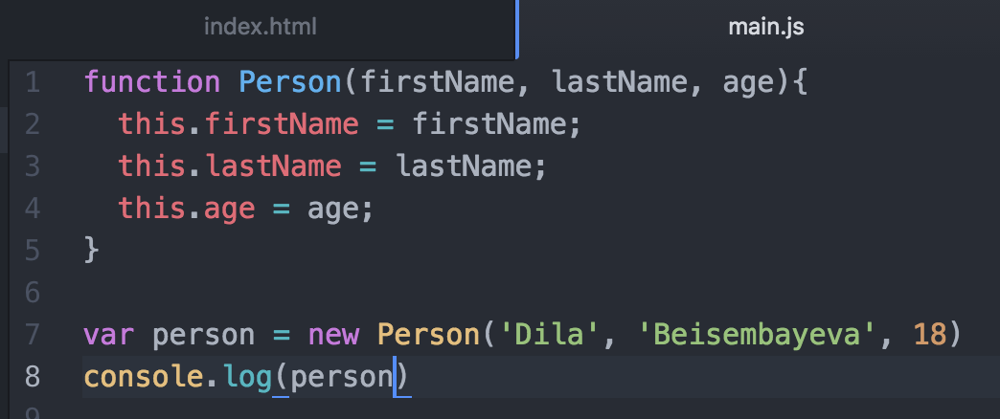 index.html main.js
1 function Person(firstName, lastName, age){
2 this.firstName = firstName;
3 this.lastName = lastName;
4 this.age = age;
5 }
6
7 var person = new Person('Dila', 'Beisembayeva', 18)
8 console.log(person)
9